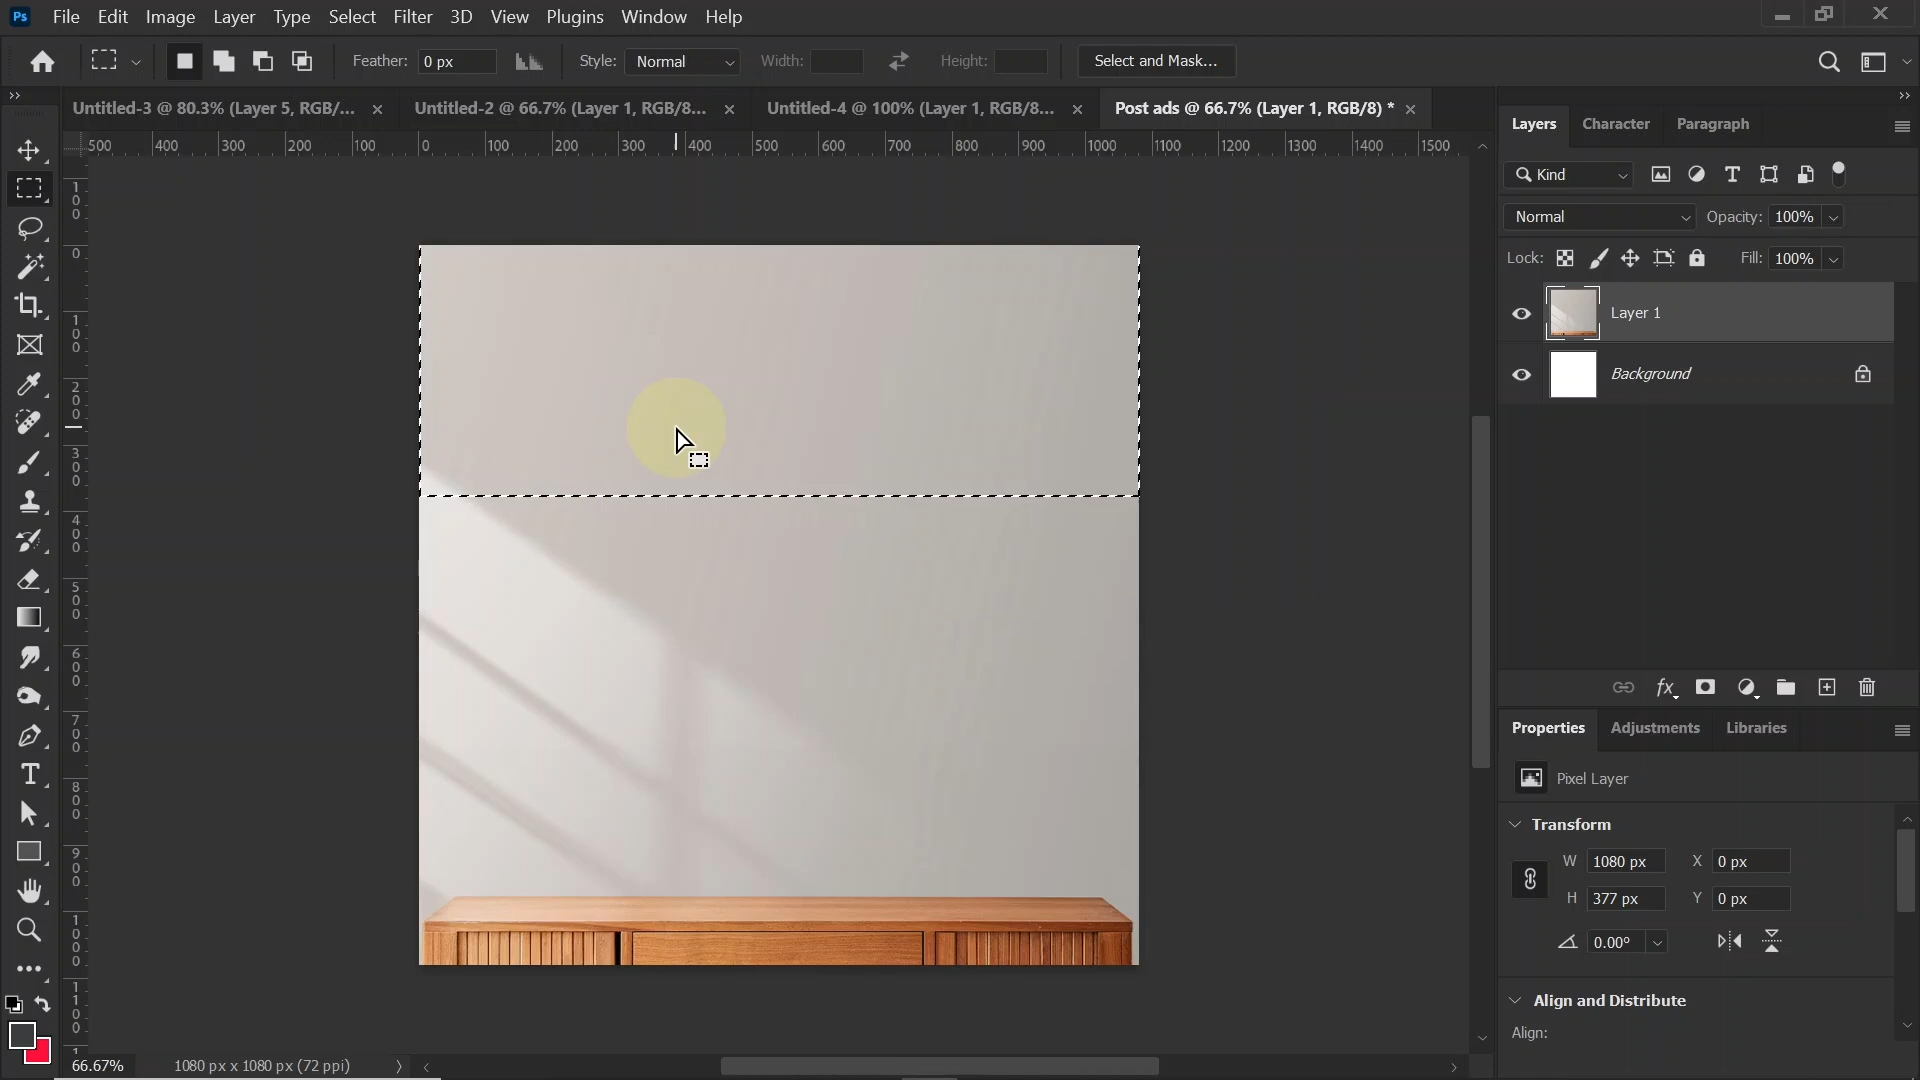 Ps File Edit Image Layer Type Select Filter 3D View Plugins Window Help
Feather: 0 px Style: Normal Width: Height: Select and Mask...
Untitled-3 @ 80.3% (Layer 5, RGB/... Untitled-2 @ 66.7% (Layer 1, RGB/8... Untitled-4 @ 100% (Layer 1, RGB/8... Post ads @ 66.7% (Layer 1, RGB/8) *
500 400 300 200 100 0 100 200 300 400 500 600 700 800 900 1000 1100 1200 1300 1400 1500
100
0
100
200
300
400
500
600
700
800
900
1000
1100
1
Layers Character Paragraph
Kind
Normal Opacity: 100%
Lock: Fill: 100%
Layer 1
Background
fx
Properties Adjustments Libraries
Pixel Layer
Transform
W 1080 px X 0 px
H 377 px Y 0 px
0.00°
Align and Distribute
Align:
66.67% 1080 px x 1080 px (72 ppi)